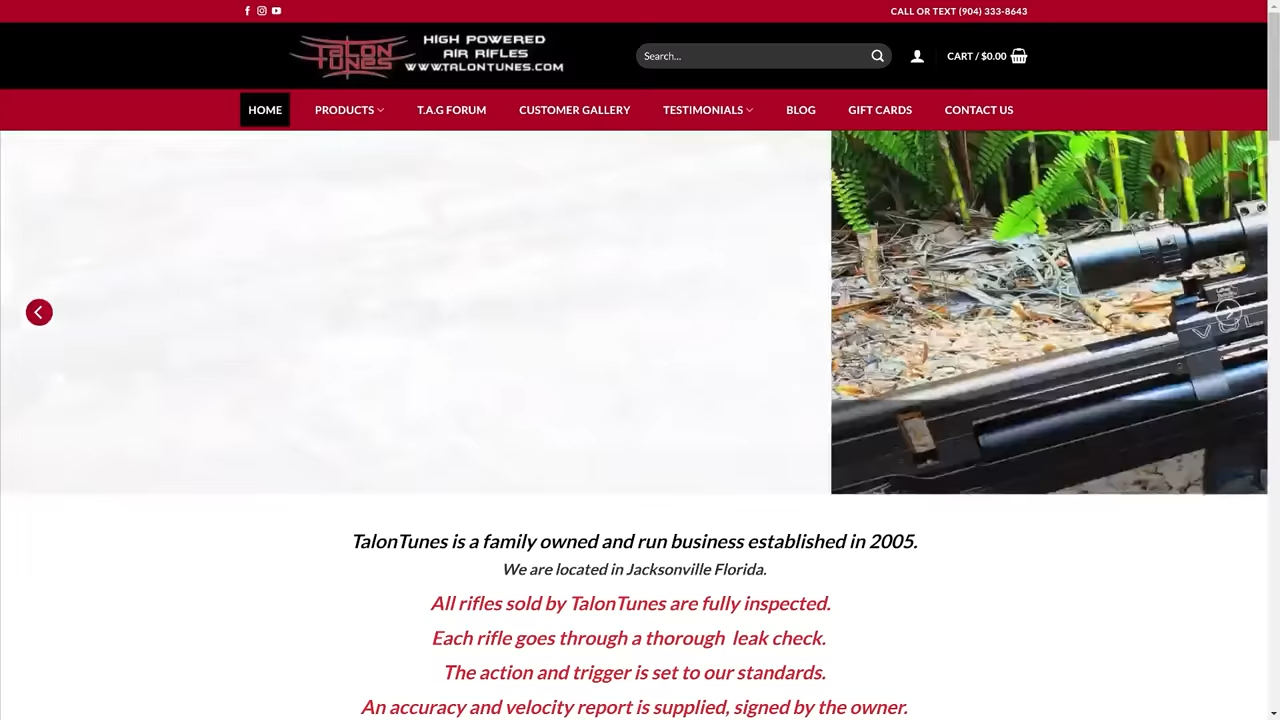 CALL OR TEXT (904) 333-8643
TALON TUNES
HIGH POWERED
AIR RIFLES
WWW.TALONTUNES.COM
Search...
CART / $0.00
HOME
PRODUCTS
T.A.G FORUM
CUSTOMER GALLERY
TESTIMONIALS
BLOG
GIFT CARDS
CONTACT US
TalonTunes is a family owned and run business established in 2005.
We are located in Jacksonville Florida.
All rifles sold by TalonTunes are fully inspected.
Each rifle goes through a thorough leak check.
The action and trigger is set to our standards.
An accuracy and velocity report is supplied, signed by the owner.